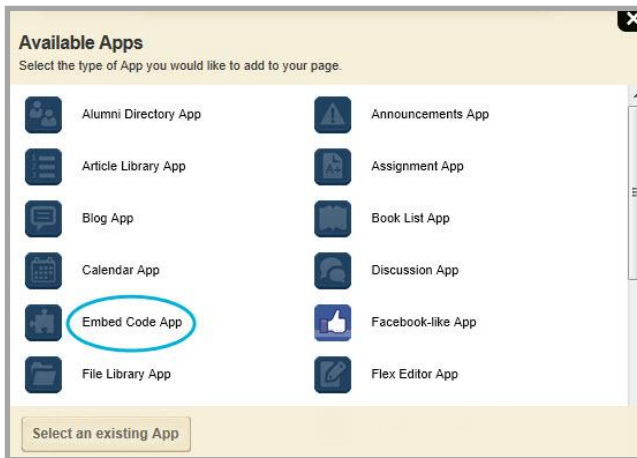 Available Apps
Select the type of App you would like to add to your page.
Alumni Directory App
Announcements App
Article Library App
Assignment App
Blog App
Book List App
Calendar App
Discussion App
Embed Code App
Facebook-like App
File Library App
Flex Editor App
Select an existing App